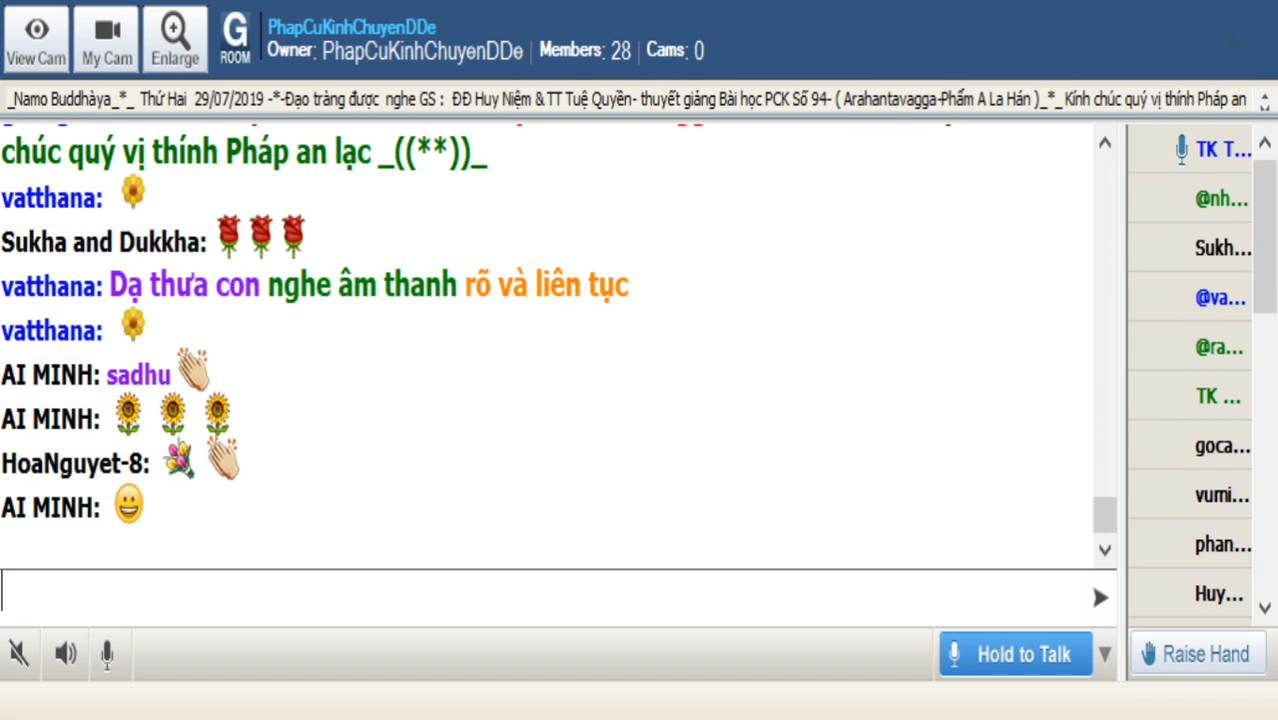 View Cam
My Cam
Enlarge
G
ROOM
PhapCuKinhChuyenDDe
Owner: PhapCuKinhChuyenDDe | Members: 28 | Cams: 0
_Namo Buddhàya_*_ Thứ Hai 29/07/2019 -*-Đạo tràng được nghe GS : ĐĐ Huy Niệm & TT Tuệ Quyền- thuyết giảng Bài học PCK Số 94- ( Arahantavagga-Phẩm A La Hán )_*_ Kính chúc quý vị thính Pháp an
chúc quý vị thính Pháp an lạc _((**))_
vatthana:
Sukha and Dukkha:
vatthana: Dạ thưa con nghe âm thanh rõ và liên tục
vatthana:
AI MINH: sadhu
AI MINH:
HoaNguyet-8:
AI MINH:
TK T...
@nh...
Sukh...
@va...
@ra...
TK ...
goca...
vumi...
phan...
Huy...
Hold to Talk
Raise Hand